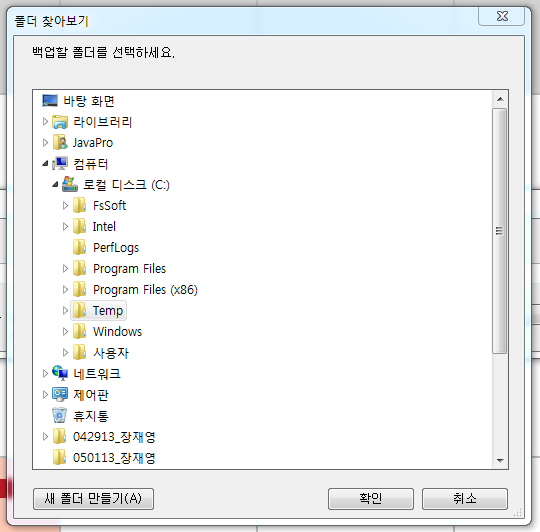 폴더 찾아보기
백업할 폴더를 선택하세요.
바탕 화면
라이브러리
JavaPro
컴퓨터
로컬 디스크 (C:)
FsSoft
Intel
PerfLogs
Program Files
Program Files (x86)
Temp
Windows
사용자
네트워크
제어판
휴지통
042913_장재영
050113_장재영
새 폴더 만들기(A)
확인
취소